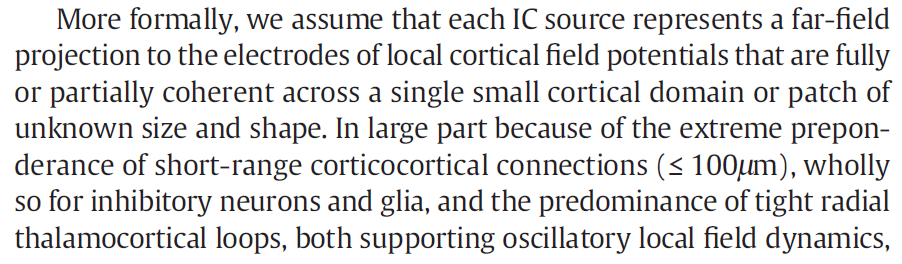 More formally, we assume that each IC source represents a far-field
projection to the electrodes of local cortical field potentials that are fully
or partially coherent across a single small cortical domain or patch of
unknown size and shape. In large part because of the extreme prepon-
derance of short-range corticocortical connections (≤ 100μm), wholly
so for inhibitory neurons and glia, and the predominance of tight radial
thalamocortical loops, both supporting oscillatory local field dynamics,